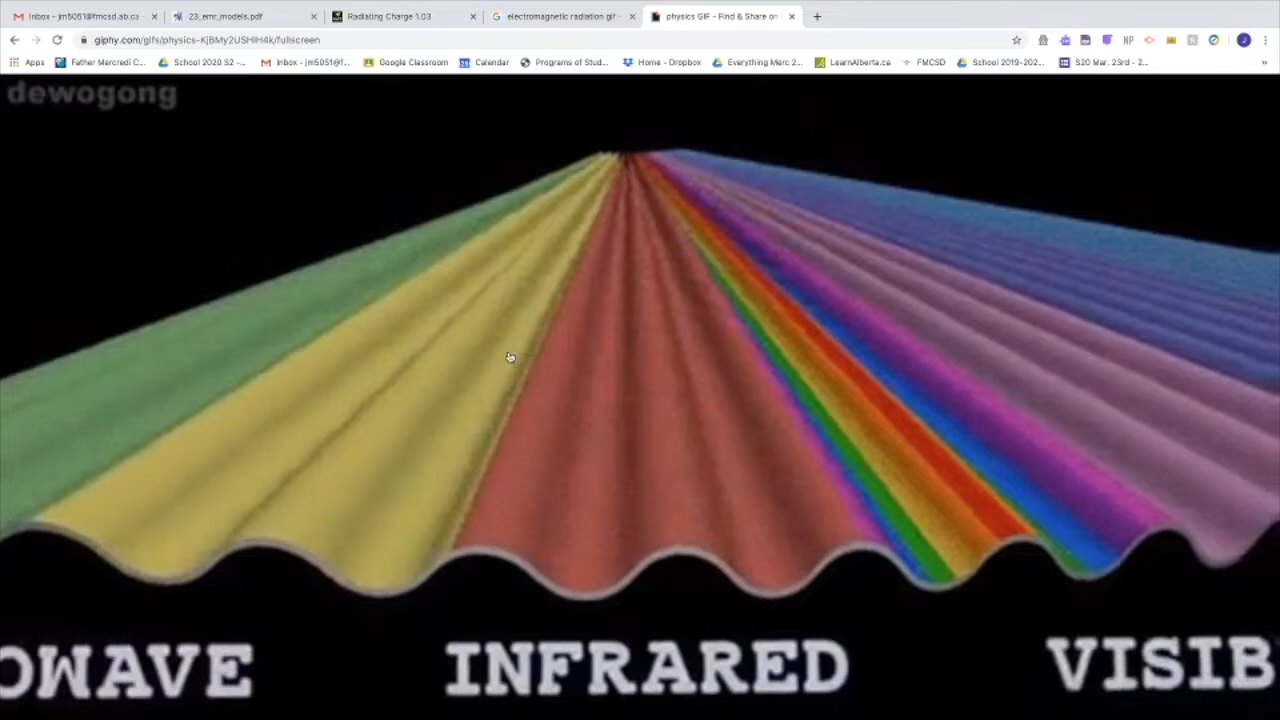 Inbox - jm5051@fmcsd.ab.ca
23_emr_models.pdf
Radiating Charge 1.03
electromagnetic radiation gif -
physics GIF - Find & Share on
giphy.com/gifs/physics-KjBMy2USHlH4k/fullscreen
Apps
Father Mercredi C...
School 2020 S2 -...
Inbox - jm5051@f...
Google Classroom
Calendar
Programs of Stud...
Home - Dropbox
Everything Merc 2...
LearnAlberta.ca
FMCSD
School 2019-202...
S20 Mar. 23rd - 2...
dewogong
OWAVE
INFRARED
VISIB